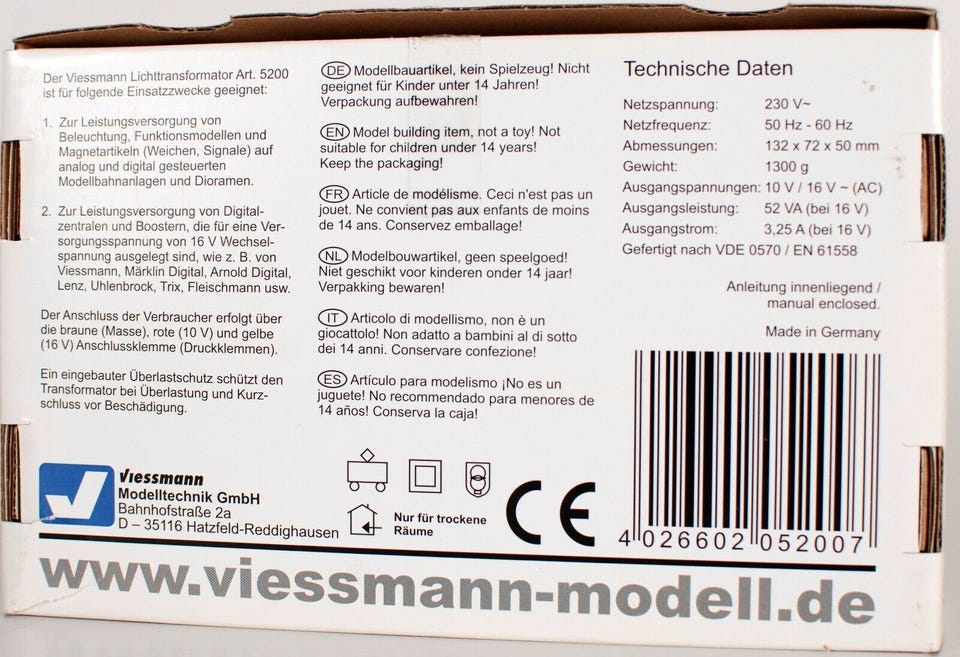 Der Viessmann Lichttransformator Art. 5200
ist für folgende Einsatzzwecke geeignet:
1. Zur Leistungsversorgung von
Beleuchtung, Funktionsmodellen und
Magnetartikeln (Weichen, Signale) auf
analog und digital gesteuerten
Modellbahnanlagen und Dioramen.
2. Zur Leistungsversorgung von Digital-
zentralen und Boostern, die für eine Ver-
sorgungsspannung von 16 V Wechsel-
spannung ausgelegt sind, wie z. B. von
Viessmann, Märklin Digital, Arnold Digital,
Lenz, Uhlenbrock, Trix, Fleischmann usw.
Der Anschluss der Verbraucher erfolgt über
die braune (Masse), rote (10 V) und gelbe
(16 V) Anschlussklemme (Druckklemmen).
Ein eingebauter Überlastschutz schützt den
Transformator bei Überlastung und Kurz-
schluss vor Beschädigung.
DE Modellbauartikel, kein Spielzeug! Nicht
geeignet für Kinder unter 14 Jahren!
Verpackung aufbewahren!
EN Model building item, not a toy! Not
suitable for children under 14 years!
Keep the packaging!
FR Article de modélisme. Ceci n'est pas un
jouet. Ne convient pas aux enfants de moins
de 14 ans. Conservez emballage!
NL Modelbouwartikel, geen speelgoed!
Niet geschikt voor kinderen onder 14 jaar!
Verpakking bewaren!
IT Articolo di modellismo, non è un
giocattolo! Non adatto a bambini al di sotto
dei 14 anni. Conservare confezione!
ES Artículo para modelismo ¡No es un
juguete! No recomendado para menores de
14 años! Conserva la caja!
Technische Daten
Netzspannung: 230 V~
Netzfrequenz: 50 Hz - 60 Hz
Abmessungen: 132 x 72 x 50 mm
Gewicht: 1300 g
Ausgangspannungen: 10 V / 16 V ~ (AC)
Ausgangsleistung: 52 VA (bei 16 V)
Ausgangstrom: 3,25 A (bei 16 V)
Gefertigt nach VDE 0570 / EN 61558
Anleitung innenliegend /
manual enclosed.
Made in Germany
Viessmann
Modelltechnik GmbH
Bahnhofstraße 2a
D – 35116 Hatzfeld-Reddighausen
Nur für trockene
Räume
CE
4 026602 052007
www.viessmann-modell.de